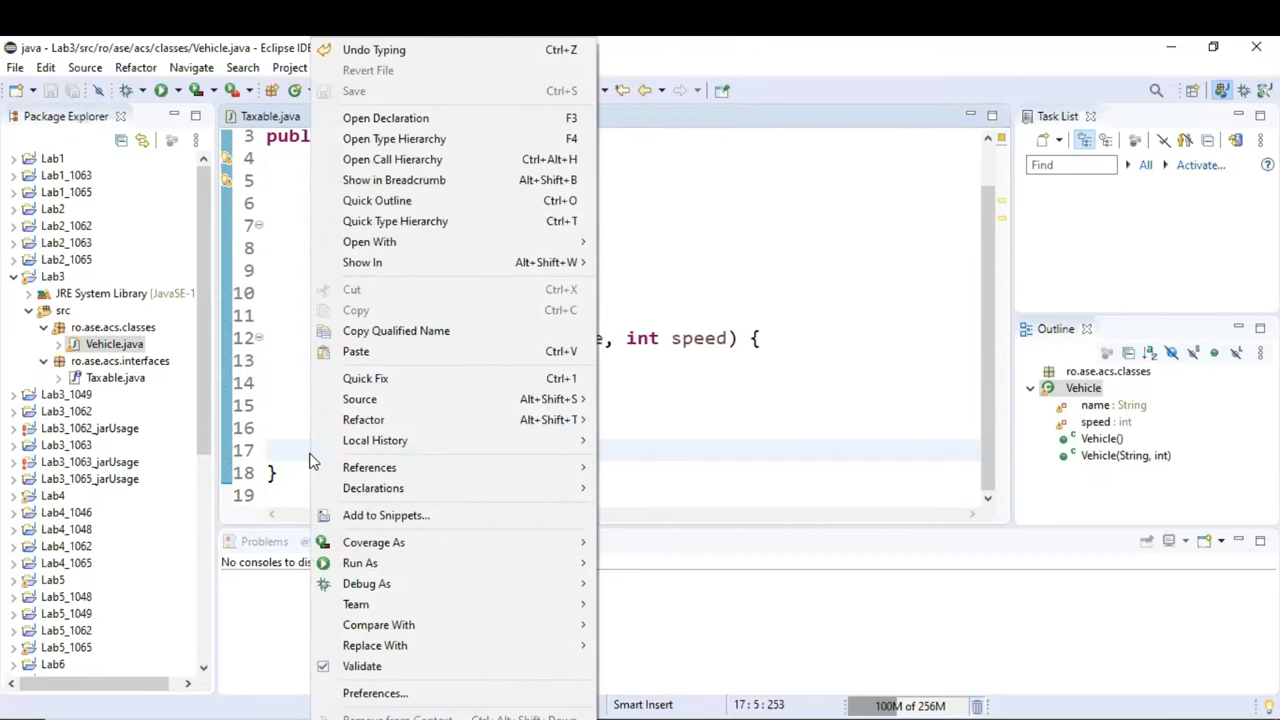 java - Lab3/src/ro/ase/acs/classes/Vehicle.java - Eclipse IDE
File Edit Source Refactor Navigate Search Project
Package Explorer
Lab1
Lab1_1063
Lab1_1065
Lab2
Lab2_1062
Lab2_1063
Lab2_1065
Lab3
JRE System Library [JavaSE-1
src
ro.ase.acs.classes
Vehicle.java
ro.ase.acs.interfaces
Taxable.java
Lab3_1049
Lab3_1062
Lab3_1062_jarUsage
Lab3_1063
Lab3_1063_jarUsage
Lab3_1065_jarUsage
Lab4
Lab4_1046
Lab4_1048
Lab4_1062
Lab4_1065
Lab5
Lab5_1048
Lab5_1049
Lab5_1062
Lab5_1065
Lab6
Taxable.java
3 publ
4
5
6
7
8
9
10
11
12 e, int speed) {
13
14
15
16
17
18 }
19
Undo Typing Ctrl+Z
Revert File
Save Ctrl+S
Open Declaration F3
Open Type Hierarchy F4
Open Call Hierarchy Ctrl+Alt+H
Show in Breadcrumb Alt+Shift+B
Quick Outline Ctrl+O
Quick Type Hierarchy Ctrl+T
Open With
Show In Alt+Shift+W
Cut Ctrl+X
Copy Ctrl+C
Copy Qualified Name
Paste Ctrl+V
Quick Fix Ctrl+1
Source Alt+Shift+S
Refactor Alt+Shift+T
Local History
References
Declarations
Add to Snippets...
Coverage As
Run As
Debug As
Team
Compare With
Replace With
Validate
Preferences...
Remove from Context Ctrl+Alt+Shift+Down
Problems
No consoles to dis
Task List
Find All Activate...
Outline
ro.ase.acs.classes
Vehicle
name : String
speed : int
Vehicle()
Vehicle(String, int)
Smart Insert 17 : 5 : 253 100M of 256M